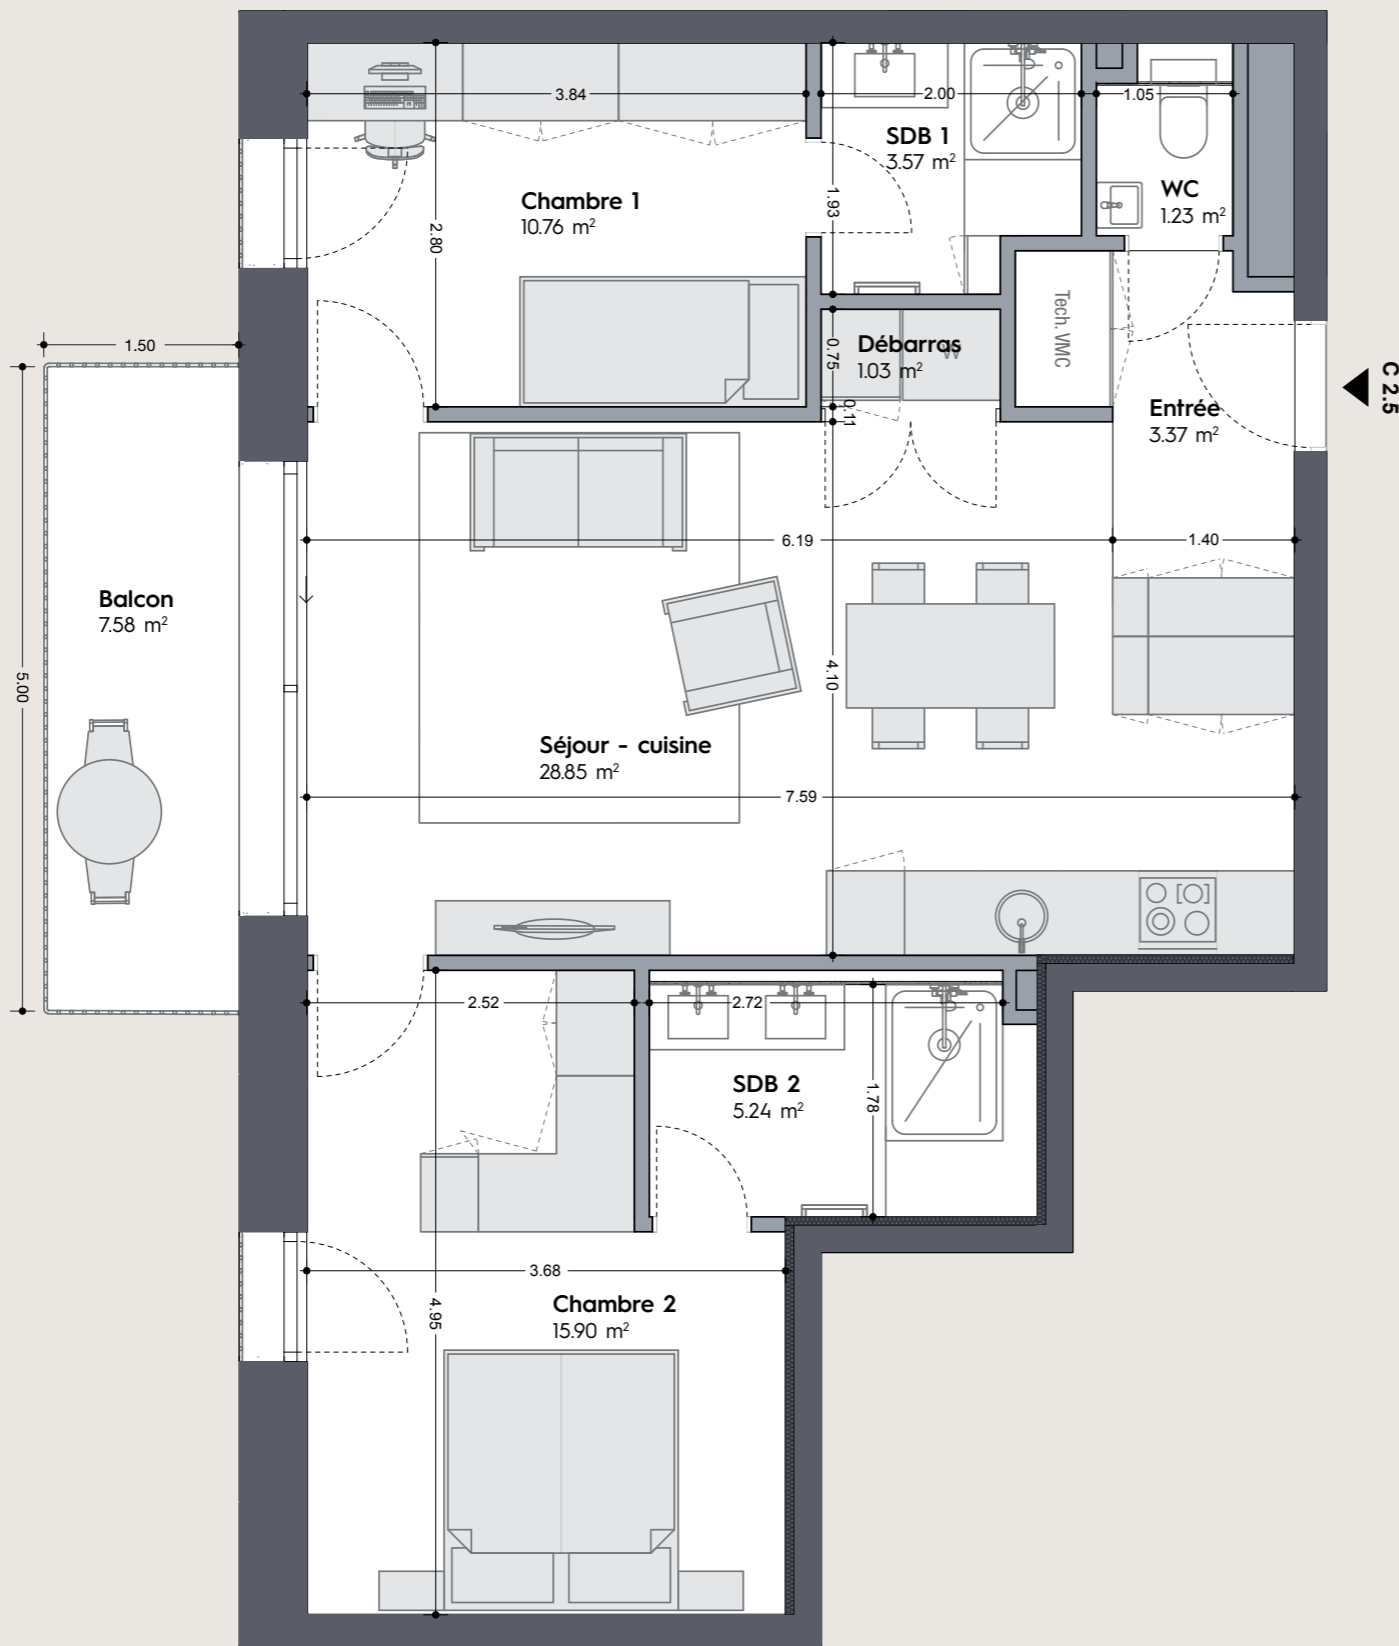 3.84
2.00
1.05
SDB 1
3.57 m²
WC
1.23 m²
Chambre 1
10.76 m²
1.93
2.80
Tech. VMC
1.50
Débarras
1.03 m²
W
0.75
0.11
C 2.5
Entrée
3.37 m²
6.19
1.40
Balcon
7.58 m²
5.00
4.10
Séjour - cuisine
28.85 m²
7.59
2.52
2.72
SDB 2
5.24 m²
1.78
3.68
Chambre 2
15.90 m²
4.95